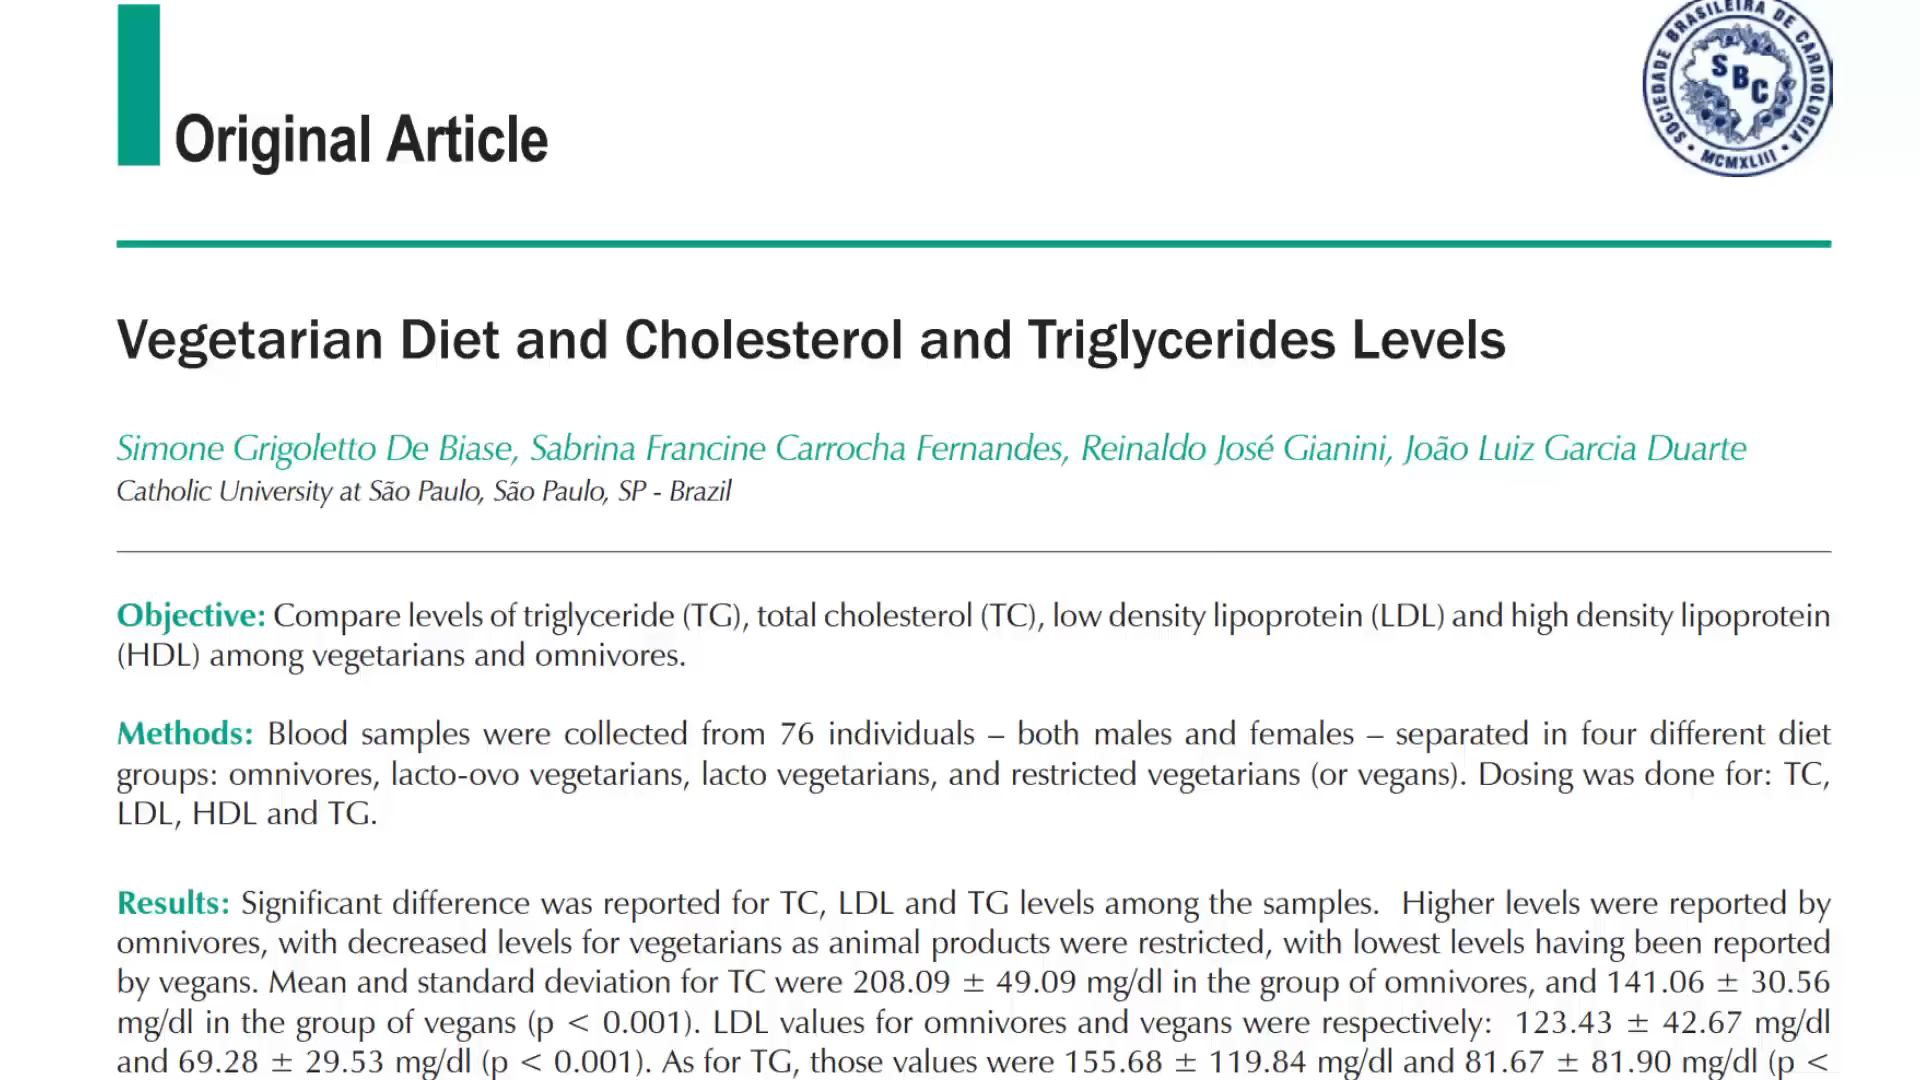 SOCIEDADE BRASILEIRA DE CARDIOLOGIA
SBC
• MCMXLIII •
Original Article
Vegetarian Diet and Cholesterol and Triglycerides Levels
Simone Grigoletto De Biase, Sabrina Francine Carrocha Fernandes, Reinaldo José Gianini, João Luiz Garcia Duarte
Catholic University at São Paulo, São Paulo, SP - Brazil
Objective: Compare levels of triglyceride (TG), total cholesterol (TC), low density lipoprotein (LDL) and high density lipoprotein
(HDL) among vegetarians and omnivores.
Methods: Blood samples were collected from 76 individuals – both males and females – separated in four different diet
groups: omnivores, lacto-ovo vegetarians, lacto vegetarians, and restricted vegetarians (or vegans). Dosing was done for: TC,
LDL, HDL and TG.
Results: Significant difference was reported for TC, LDL and TG levels among the samples. Higher levels were reported by
omnivores, with decreased levels for vegetarians as animal products were restricted, with lowest levels having been reported
by vegans. Mean and standard deviation for TC were 208.09 ± 49.09 mg/dl in the group of omnivores, and 141.06 ± 30.56
mg/dl in the group of vegans (p < 0.001). LDL values for omnivores and vegans were respectively: 123.43 ± 42.67 mg/dl
and 69.28 ± 29.53 mg/dl (p < 0.001). As for TG, those values were 155.68 ± 119.84 mg/dl and 81.67 ± 81.90 mg/dl (p <